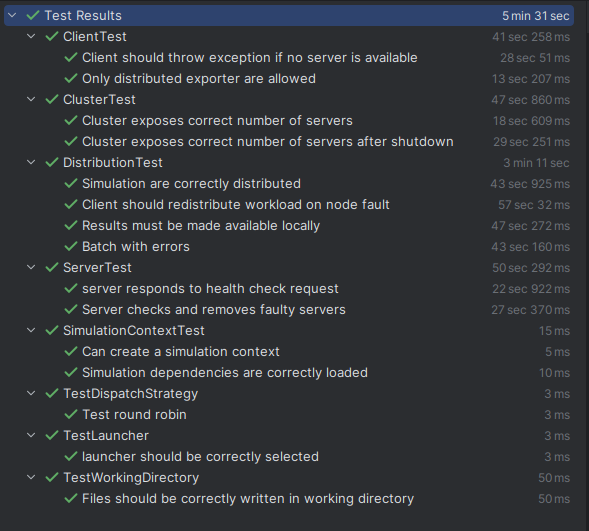 Test Results 5 min 31 sec
ClientTest 41 sec 258 ms
Client should throw exception if no server is available 28 sec 51 ms
Only distributed exporter are allowed 13 sec 207 ms
ClusterTest 47 sec 860 ms
Cluster exposes correct number of servers 18 sec 609 ms
Cluster exposes correct number of servers after shutdown 29 sec 251 ms
DistributionTest 3 min 11 sec
Simulation are correctly distributed 43 sec 925 ms
Client should redistribute workload on node fault 57 sec 32 ms
Results must be made available locally 47 sec 272 ms
Batch with errors 43 sec 160 ms
ServerTest 50 sec 292 ms
server responds to health check request 22 sec 922 ms
Server checks and removes faulty servers 27 sec 370 ms
SimulationContextTest 15 ms
Can create a simulation context 5 ms
Simulation dependencies are correctly loaded 10 ms
TestDispatchStrategy 3 ms
Test round robin 3 ms
TestLauncher 3 ms
launcher should be correctly selected 3 ms
TestWorkingDirectory 50 ms
Files should be correctly written in working directory 50 ms